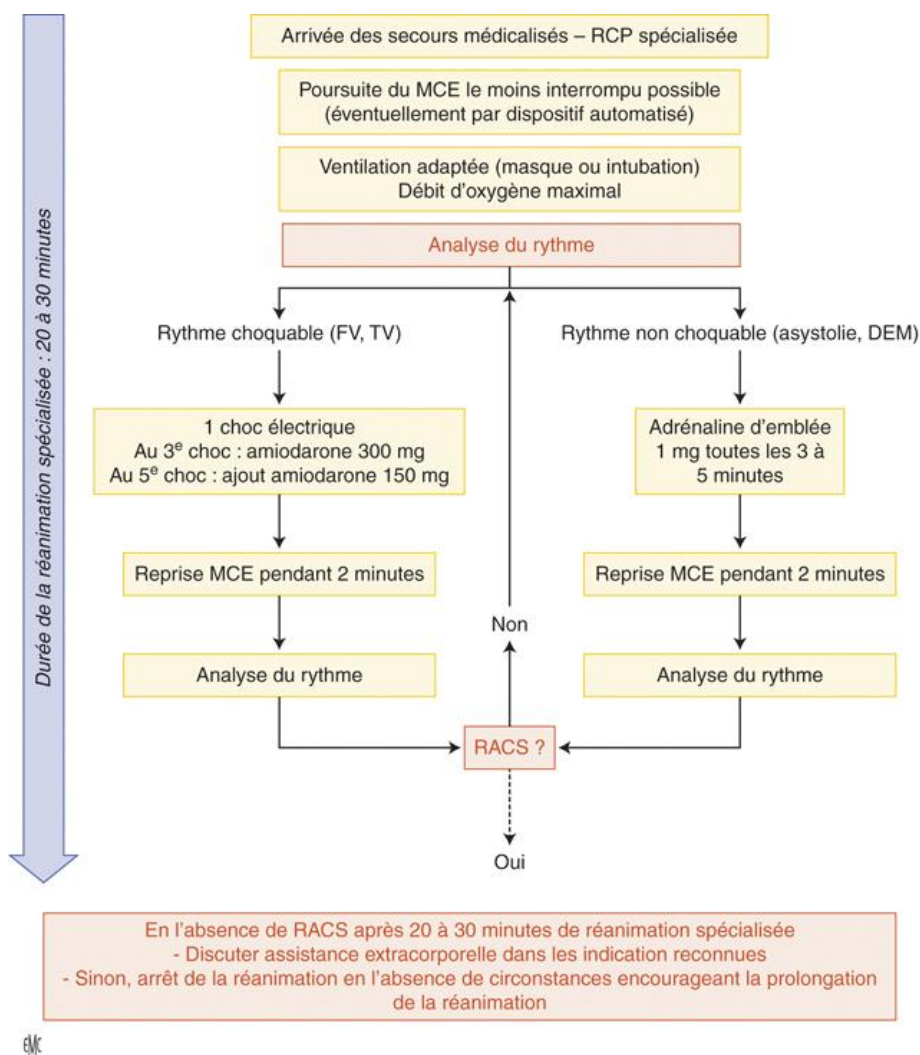 Durée de la réanimation spécialisée : 20 à 30 minutes
Arrivée des secours médicalisés – RCP spécialisée
Poursuite du MCE le moins interrompu possible
(éventuellement par dispositif automatisé)
Ventilation adaptée (masque ou intubation)
Débit d'oxygène maximal
Analyse du rythme
Rythme choquable (FV, TV)
Rythme non choquable (asystolie, DEM)
1 choc électrique
Au 3e choc : amiodarone 300 mg
Au 5e choc : ajout amiodarone 150 mg
Adrénaline d'emblée
1 mg toutes les 3 à
5 minutes
Reprise MCE pendant 2 minutes
Reprise MCE pendant 2 minutes
Non
Analyse du rythme
Analyse du rythme
RACS ?
Oui
En l'absence de RACS après 20 à 30 minutes de réanimation spécialisée
- Discuter assistance extracorporelle dans les indication reconnues
- Sinon, arrêt de la réanimation en l'absence de circonstances encourageant la prolongation
de la réanimation
EMC